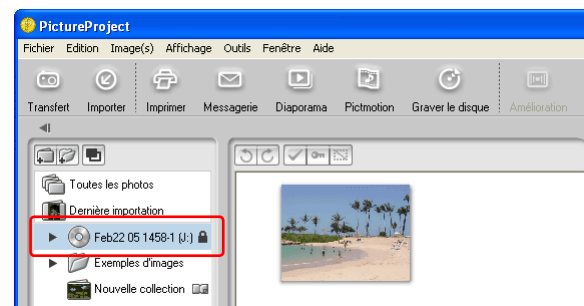 PictureProject
Fichier Edition Image(s) Affichage Outils Fenêtre Aide
Transfert Importer Imprimer Messagerie Diaporama Pictmotion Graver le disque Amélioration
Toutes les photos
Dernière importation
Feb22 05 1458-1 (J:)
Exemples d'images
Nouvelle collection